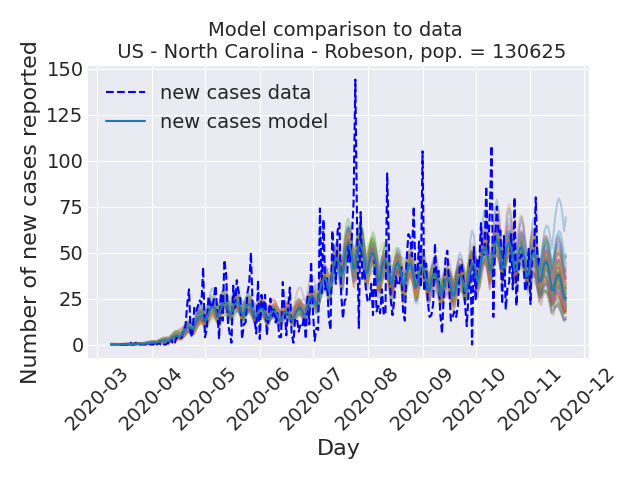 Model comparison to data
US - North Carolina - Robeson, pop. = 130625
Number of new cases reported
150
125
100
75
50
25
0
new cases data
new cases model
2020-03
2020-04
2020-05
2020-06
2020-07
2020-08
2020-09
2020-10
2020-11
2020-12
Day